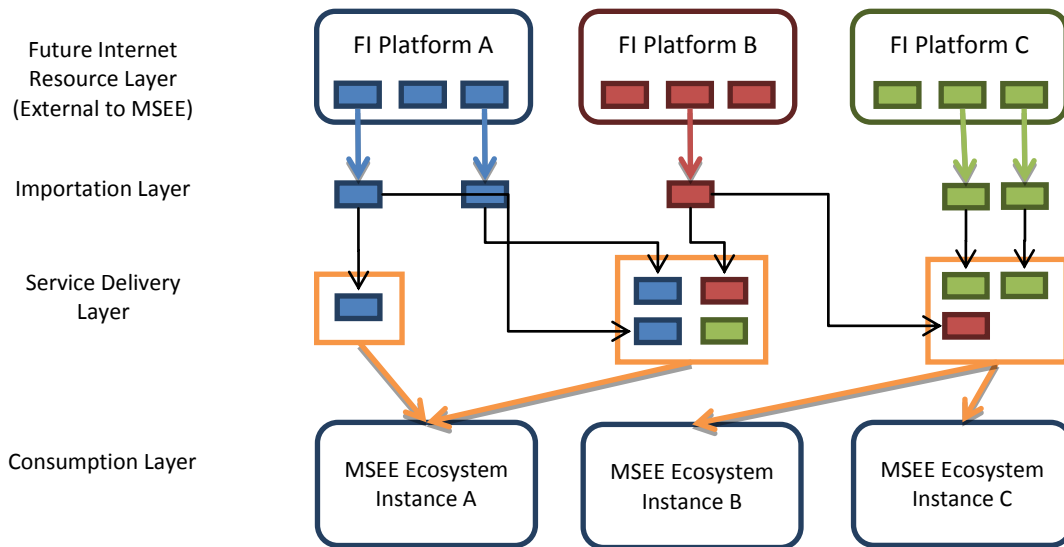 Future Internet
Resource Layer
(External to MSEE)
FI Platform A
FI Platform B
FI Platform C
Importation Layer
Service Delivery
Layer
Consumption Layer
MSEE Ecosystem
Instance A
MSEE Ecosystem
Instance B
MSEE Ecosystem
Instance C